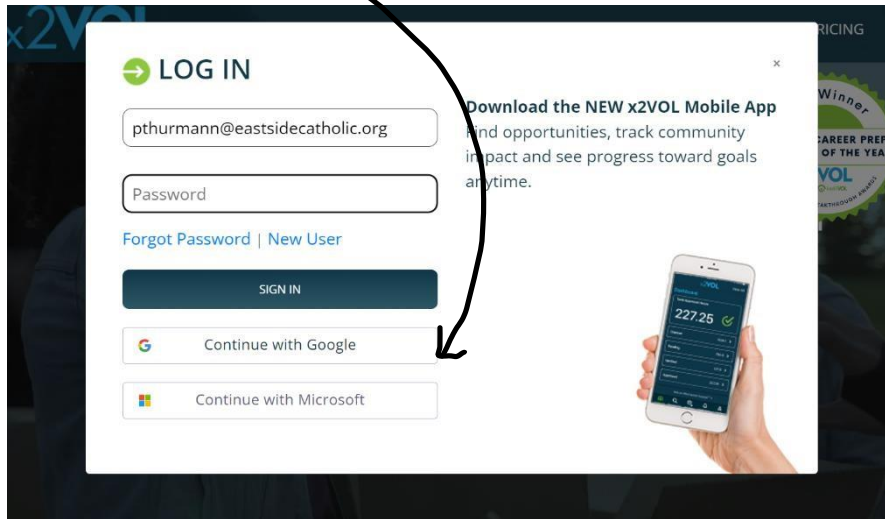 x2V
RICING
LOG IN
×
pthurmann@eastsidecatholic.org
Password
Forgot Password | New User
SIGN IN
Continue with Google
Continue with Microsoft
Download the NEW x2VOL Mobile App
Find opportunities, track community
impact and see progress toward goals
anytime.
Winner
CAREER PREP
OF THE YEA
VOL
x2VOL
227.25